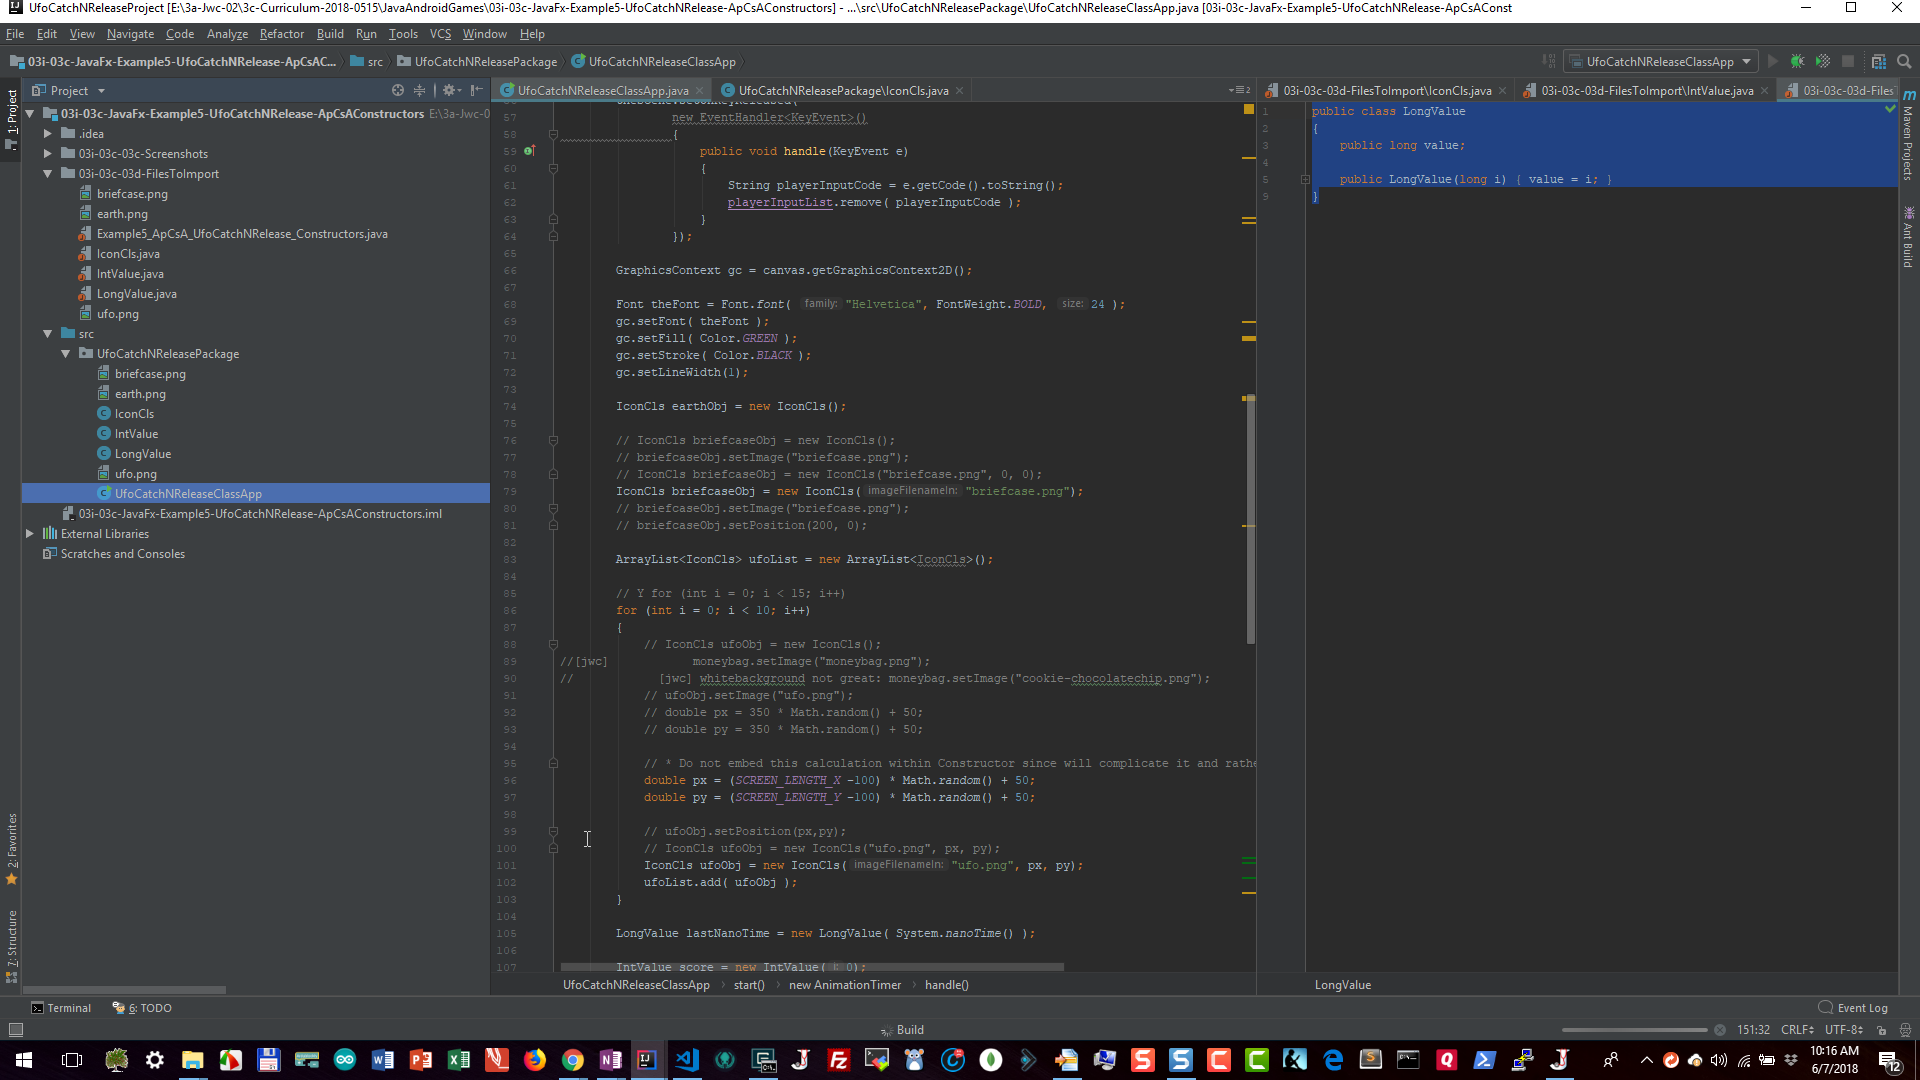 UfoCatchNReleaseProject [E:\3a-Jwc-02\3c-Curriculum-2018-0515\JavaAndroidGames\03i-03c-JavaFx-Example5-UfoCatchNRelease-ApCsAConstructors] - ...\src\UfoCatchNReleasePackage\UfoCatchNReleaseClassApp.java [03i-03c-JavaFx-Example5-UfoCatchNRelease-ApCsAConst
File Edit View Navigate Code Analyze Refactor Build Run Tools VCS Window Help
03i-03c-JavaFx-Example5-UfoCatchNRelease-ApCsAC... src UfoCatchNReleasePackage UfoCatchNReleaseClassApp
UfoCatchNReleaseClassApp
Project
UfoCatchNReleaseClassApp.java
UfoCatchNReleasePackage\IconCls.java
03i-03c-03d-FilesToImport\IconCls.java
03i-03c-03d-FilesToImport\IntValue.java
03i-03c-03d-Files
1: Project
03i-03c-JavaFx-Example5-UfoCatchNRelease-ApCsAConstructors E:\3a-Jwc-0
.idea
03i-03c-03c-Screenshots
03i-03c-03d-FilesToImport
briefcase.png
earth.png
Example5_ApCsA_UfoCatchNRelease_Constructors.java
IconCls.java
IntValue.java
LongValue.java
ufo.png
src
UfoCatchNReleasePackage
briefcase.png
earth.png
IconCls
IntValue
LongValue
ufo.png
UfoCatchNReleaseClassApp
03i-03c-JavaFx-Example5-UfoCatchNRelease-ApCsAConstructors.iml
External Libraries
Scratches and Consoles
2: Favorites
7: Structure
57 new EventHandler<KeyEvent>()
58 {
59 public void handle(KeyEvent e)
60 {
61 String playerInputCode = e.getCode().toString();
62 playerInputList.remove( playerInputCode );
63 }
64 });
65
66 GraphicsContext gc = canvas.getGraphicsContext2D();
67
68 Font theFont = Font.font( family: "Helvetica", FontWeight.BOLD, size: 24 );
69 gc.setFont( theFont );
70 gc.setFill( Color.GREEN );
71 gc.setStroke( Color.BLACK );
72 gc.setLineWidth(1);
73
74 IconCls earthObj = new IconCls();
75
76 // IconCls briefcaseObj = new IconCls();
77 // briefcaseObj.setImage("briefcase.png");
78 // IconCls briefcaseObj = new IconCls("briefcase.png", 0, 0);
79 IconCls briefcaseObj = new IconCls( imageFilenameIn: "briefcase.png");
80 // briefcaseObj.setImage("briefcase.png");
81 // briefcaseObj.setPosition(200, 0);
82
83 ArrayList<IconCls> ufoList = new ArrayList<IconCls>();
84
85 // Y for (int i = 0; i < 15; i++)
86 for (int i = 0; i < 10; i++)
87 {
88 // IconCls ufoObj = new IconCls();
89 //[jwc] moneybag.setImage("moneybag.png");
90 // [jwc] whitebackground not great: moneybag.setImage("cookie-chocolatechip.png");
91 // ufoObj.setImage("ufo.png");
92 // double px = 350 * Math.random() + 50;
93 // double py = 350 * Math.random() + 50;
94
95 // * Do not embed this calculation within Constructor since will complicate it and rathe
96 double px = (SCREEN_LENGTH_X -100) * Math.random() + 50;
97 double py = (SCREEN_LENGTH_Y -100) * Math.random() + 50;
98
99 // ufoObj.setPosition(px,py);
100 // IconCls ufoObj = new IconCls("ufo.png", px, py);
101 IconCls ufoObj = new IconCls( imageFilenameIn: "ufo.png", px, py);
102 ufoList.add( ufoObj );
103 }
104
105 LongValue lastNanoTime = new LongValue( System.nanoTime() );
106
107 IntValue score = new IntValue( i: 0);
UfoCatchNReleaseClassApp start() new AnimationTimer handle()
1 public class LongValue
2 {
3 public long value;
4
5 public LongValue(long i) { value = i; }
9 }
LongValue
Maven Projects
Ant Build
Terminal 6: TODO
Event Log
Build
151:32 CRLF UTF-8
10:16 AM
6/7/2018
12